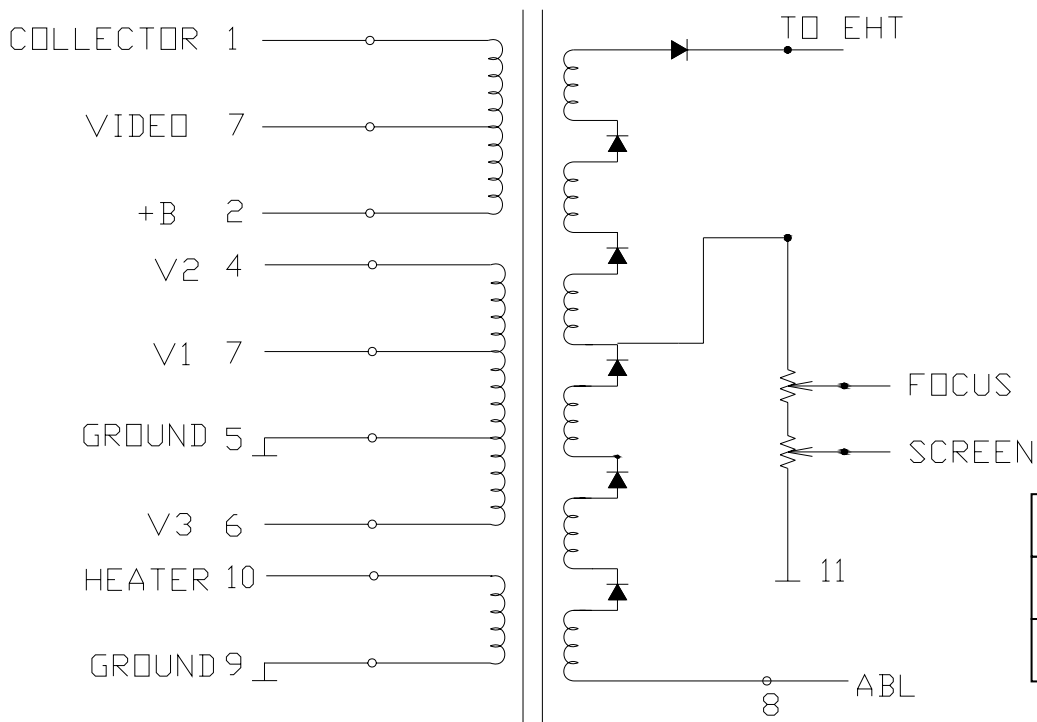 COLLECTOR 1
TO EHT
VIDEO 7
+B 2
V2 4
V1 7
FOCUS
GROUND 5
SCREEN
V3 6
11
HEATER 10
GROUND 9
ABL
8